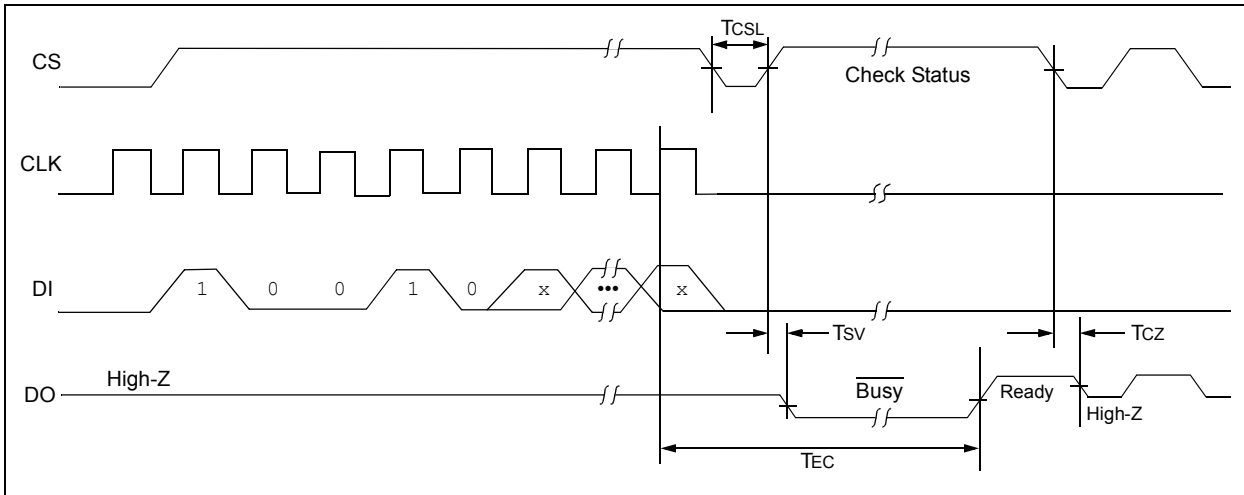 TCSL
CS
Check Status
CLK
DI
1 0 0 1 0 x ••• x
TSV
TCZ
High-Z
DO
Busy
Ready
High-Z
TEC